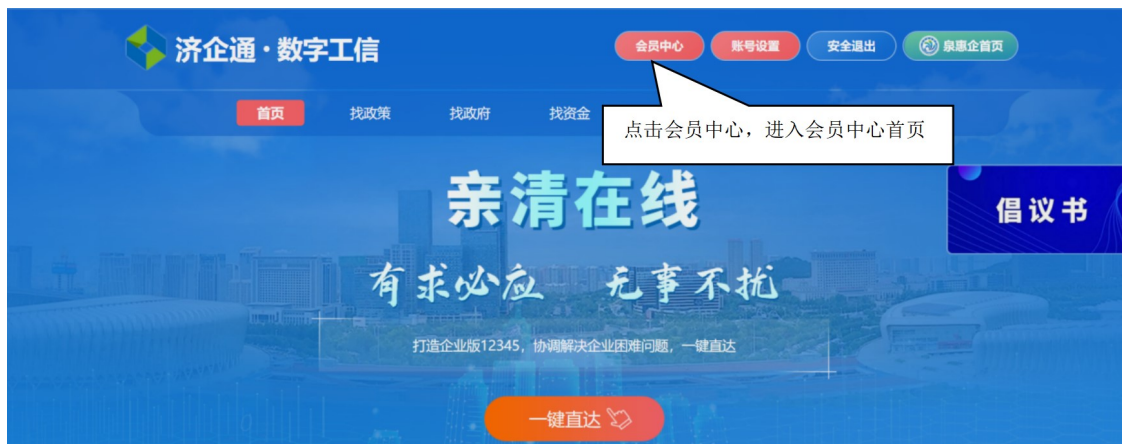 济企通·数字工信
会员中心 账号设置 安全退出 泉惠企首页
首页 找政策 找政府 找资金
点击会员中心，进入会员中心首页
亲清在线
倡议书
有求必应 无事不扰
打造企业版12345，协调解决企业困难问题，一键直达
一键直达